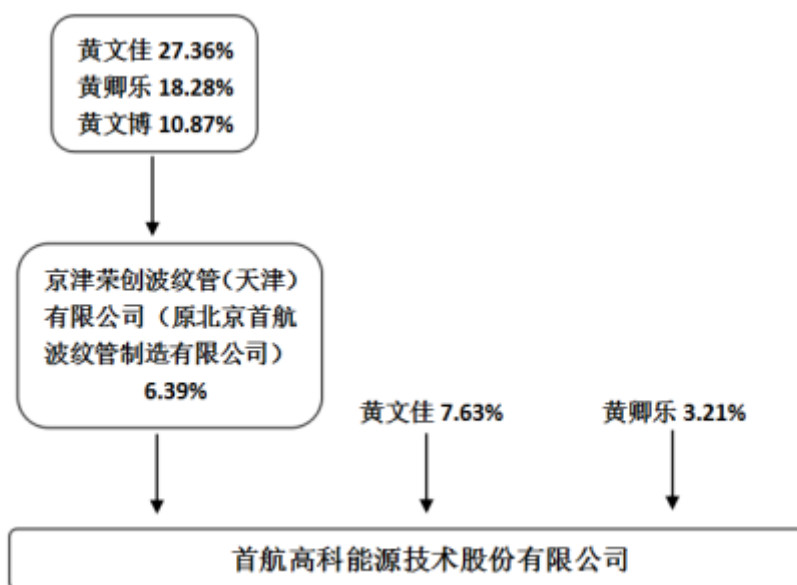 黄文佳 27.36%
黄卿乐 18.28%
黄文博 10.87%
京津荣创波纹管（天津）
有限公司（原北京首航
波纹管制造有限公司）
6.39%
黄文佳 7.63%
黄卿乐 3.21%
首航高科能源技术股份有限公司